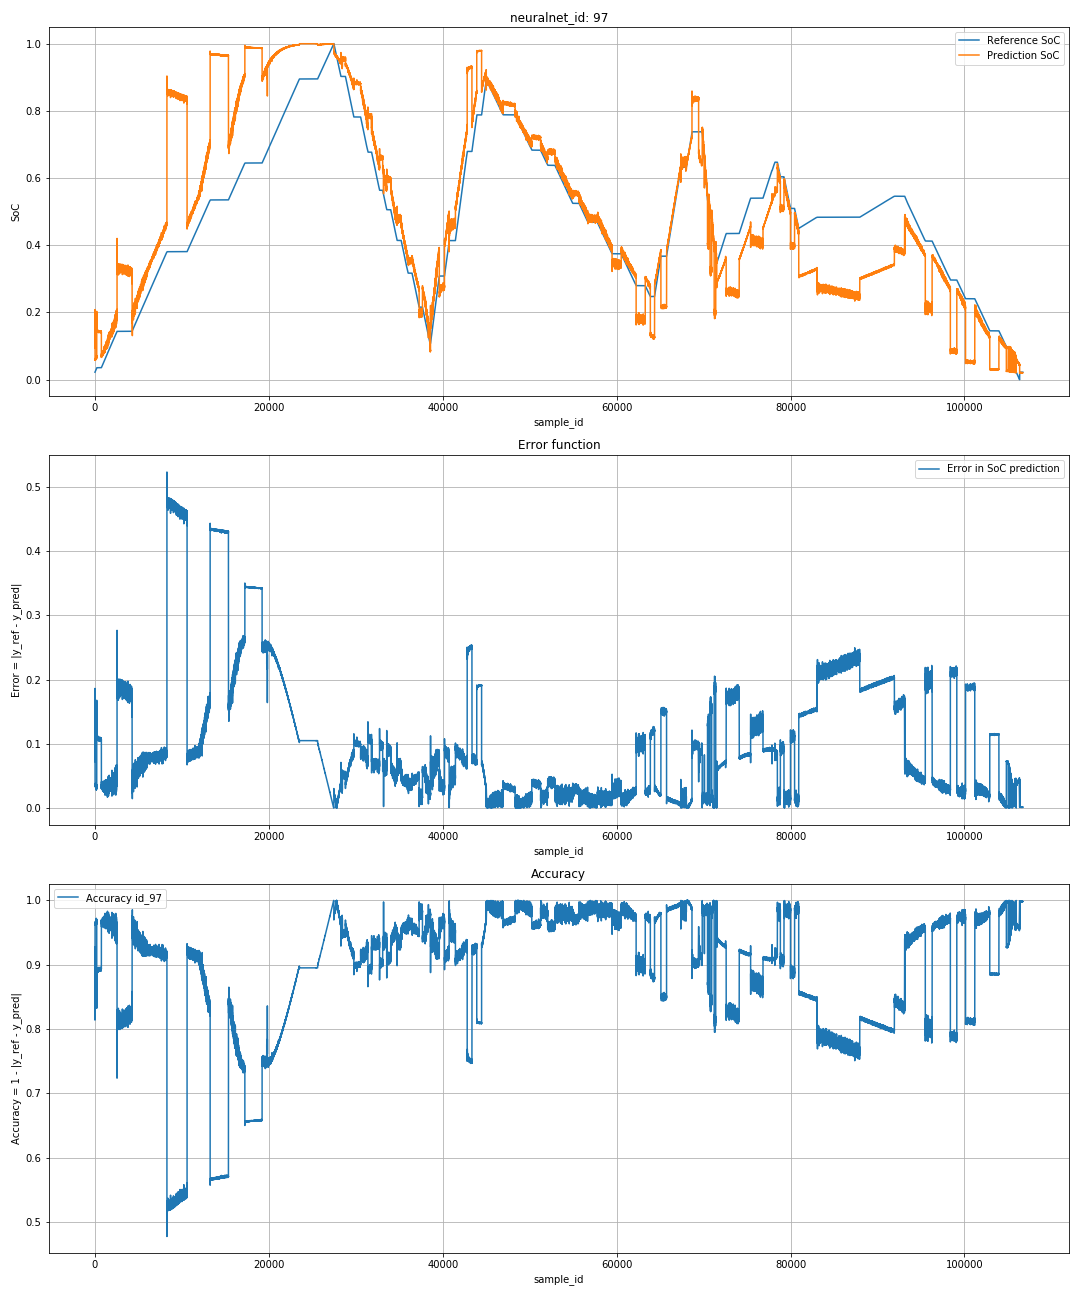 neuralnet_id: 97
Reference SoC
Prediction SoC
SoC
1.0
0.8
0.6
0.4
0.2
0.0
0 20000 40000 60000 80000 100000
sample_id
Error function
Error in SoC prediction
Error = |y_ref - y_pred|
0.5
0.4
0.3
0.2
0.1
0.0
0 20000 40000 60000 80000 100000
sample_id
Accuracy
Accuracy id_97
Accuracy = 1 - |y_ref - y_pred|
1.0
0.9
0.8
0.7
0.6
0.5
0 20000 40000 60000 80000 100000
sample_id